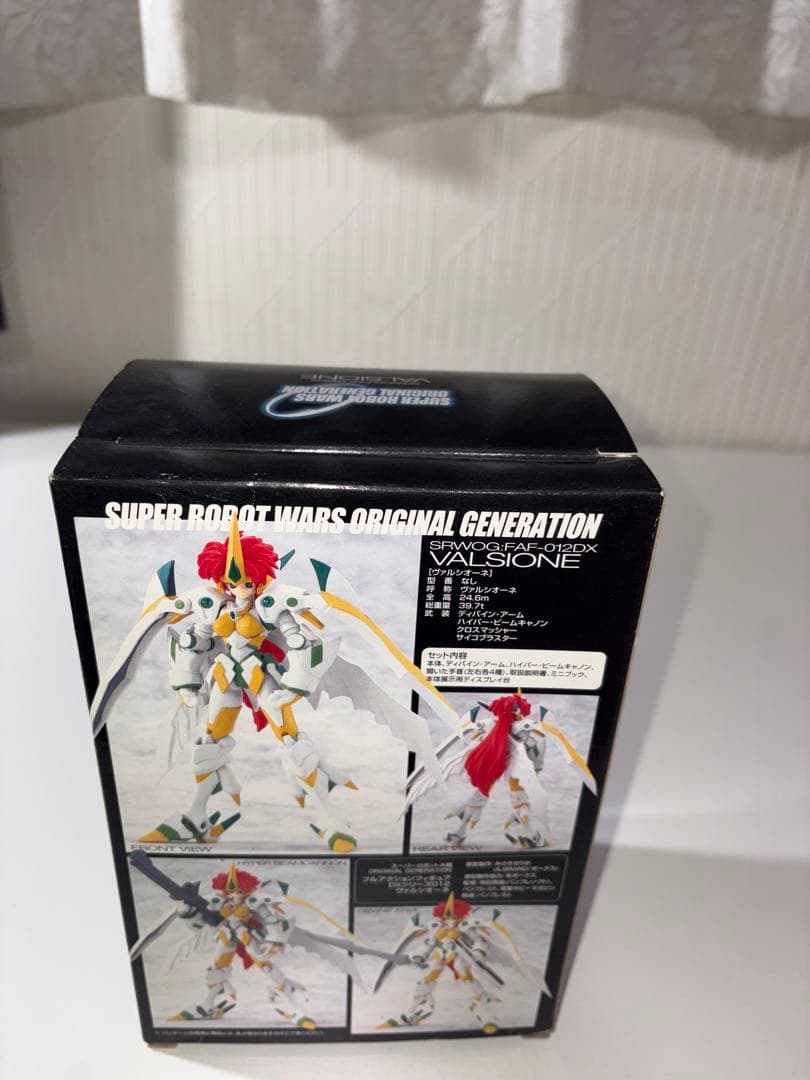 VALSIONE
SUPER ROBOT WARS
ORIGINAL GENERATION
SUPER ROBOT WARS ORIGINAL GENERATION
SRWOG:FAF-012DX
VALSIONE
[ヴァルシオーネ]
型 番 なし
呼 称 ヴァルシオーネ
全 高 24.6m
総重量 39.7t
武 装 ディバイン・アーム
ハイパー・ビームキャノン
クロスマッシャー
サイコブラスター
セット内容
本体、ディバイン・アーム、ハイパー・ビームキャノン、
開いた手首(左右各4種)、取扱説明書、ミニブック、
本体展示用ディスプレイ台
FRONT VIEW
REAR VIEW
HYPER BEAMCANNON
スーパーロボット大戦
ORIGINAL GENERATION
フルアクションフィギュア
DXシリーズ012
ヴァルシオーネ